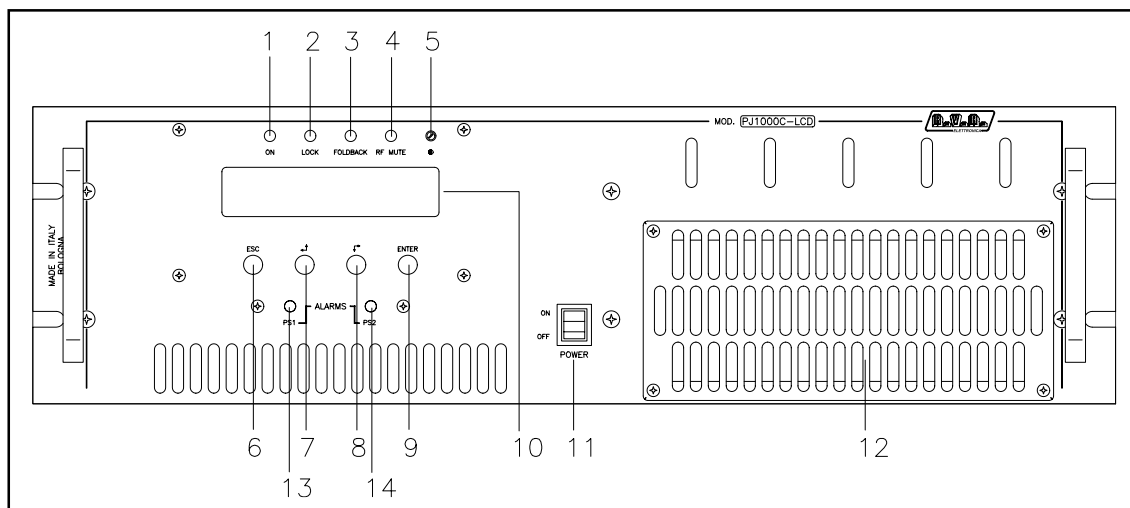 1 2 3 4 5
MOD. PJ1000C-LCD
R.V.R.
ELETTRONICA
ON LOCK FOLDBACK RF MUTE
MADE IN ITALY
BOLOGNA
ESC ENTER
ALARMS
PS1 PS2
ON
OFF
POWER
6 7 8 9 10 11 12
13 14